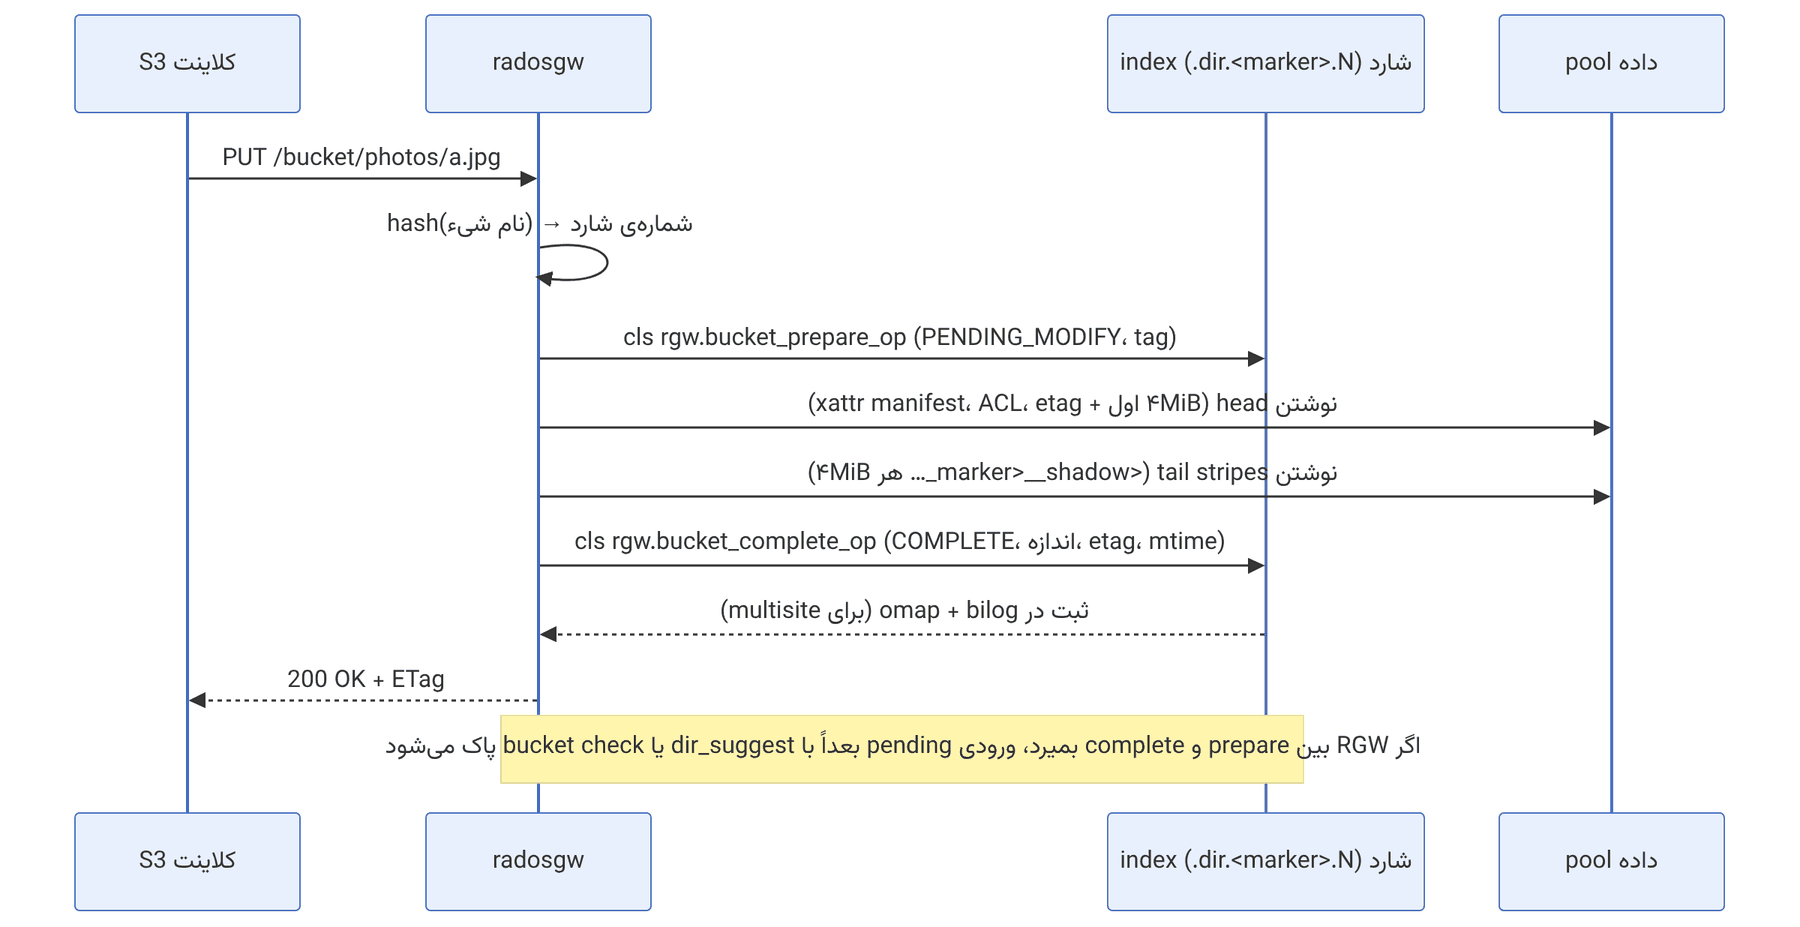 کلاینت S3
radosgw
شارد index (.dir.<marker>.N)
pool داده
PUT /bucket/photos/a.jpg
hash(نام شیء) → شماره‌ی شارد
cls rgw.bucket_prepare_op (PENDING_MODIFY، tag)
نوشتن head (۴MiB اول + xattr manifest، ACL، etag)
نوشتن tail stripes (<marker>__shadow_… هر ۴MiB)
cls rgw.bucket_complete_op (COMPLETE، اندازه، etag، mtime)
ثبت در omap + bilog (برای multisite)
200 OK + ETag
اگر RGW بین prepare و complete بمیرد، ورودی pending بعداً با dir_suggest یا bucket check پاک می‌شود
کلاینت S3
radosgw
شارد index (.dir.<marker>.N)
pool داده